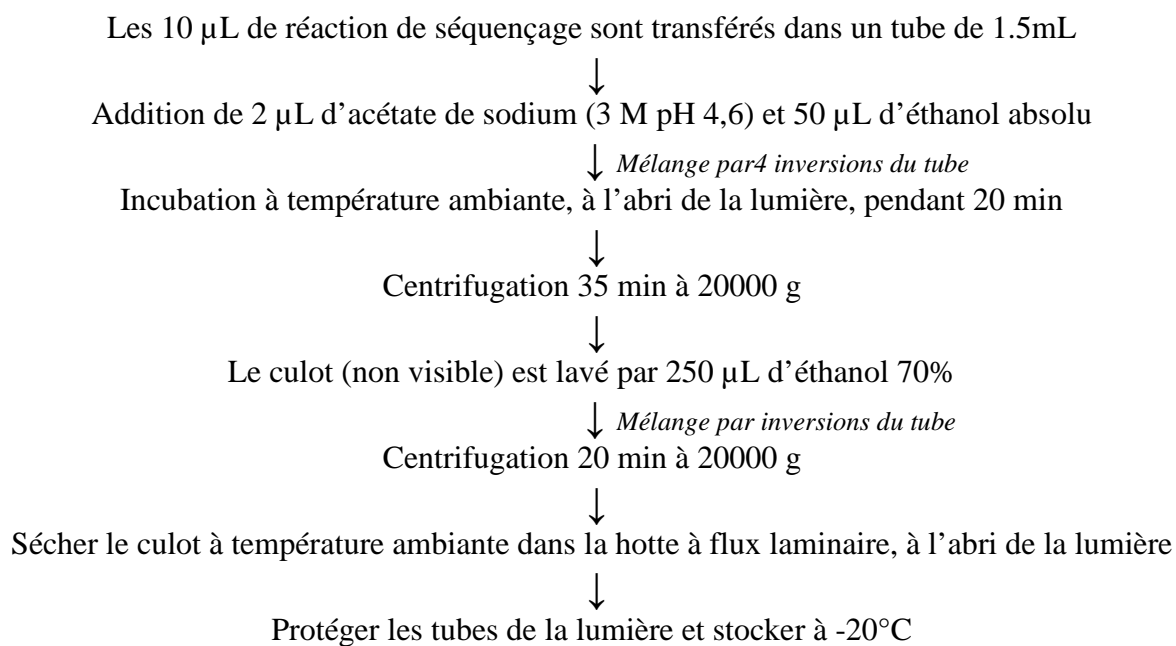 Les 10 µL de réaction de séquençage sont transférés dans un tube de 1.5mL
Addition de 2 µL d’acétate de sodium (3 M pH 4,6) et 50 µL d’éthanol absolu
Mélange par4 inversions du tube
Incubation à température ambiante, à l’abri de la lumière, pendant 20 min
Centrifugation 35 min à 20000 g
Le culot (non visible) est lavé par 250 µL d’éthanol 70%
Mélange par inversions du tube
Centrifugation 20 min à 20000 g
Sécher le culot à température ambiante dans la hotte à flux laminaire, à l’abri de la lumière
Protéger les tubes de la lumière et stocker à -20°C